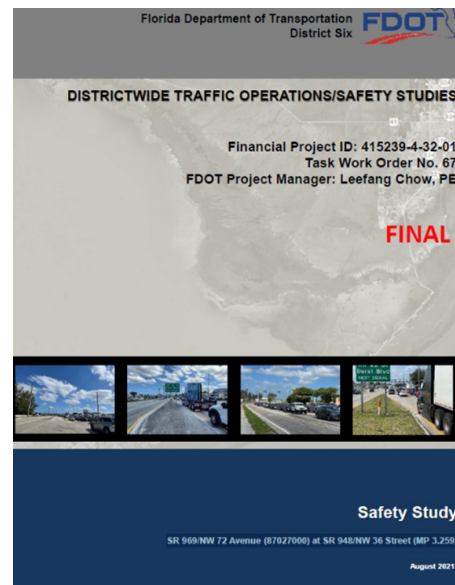 Florida Department of Transportation
District Six
FDOT
DISTRICTWIDE TRAFFIC OPERATIONS/SAFETY STUDIES
Financial Project ID: 415239-4-32-01
Task Work Order No. 67
FDOT Project Manager: Leefang Chow, PE
FINAL
Doral Blvd
Safety Study
SR 969/NW 72 Avenue (87027000) at SR 948/NW 36 Street (MP 3.259
August 2021